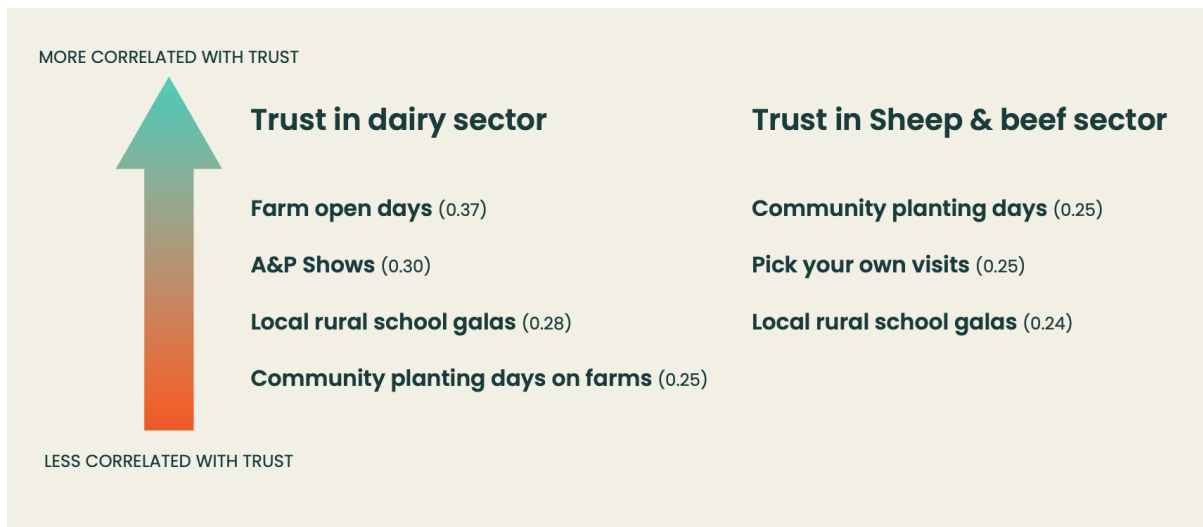 MORE CORRELATED WITH TRUST
Trust in dairy sector
Farm open days (0.37)
A&P Shows (0.30)
Local rural school galas (0.28)
Community planting days on farms (0.25)
Trust in Sheep & beef sector
Community planting days (0.25)
Pick your own visits (0.25)
Local rural school galas (0.24)
LESS CORRELATED WITH TRUST